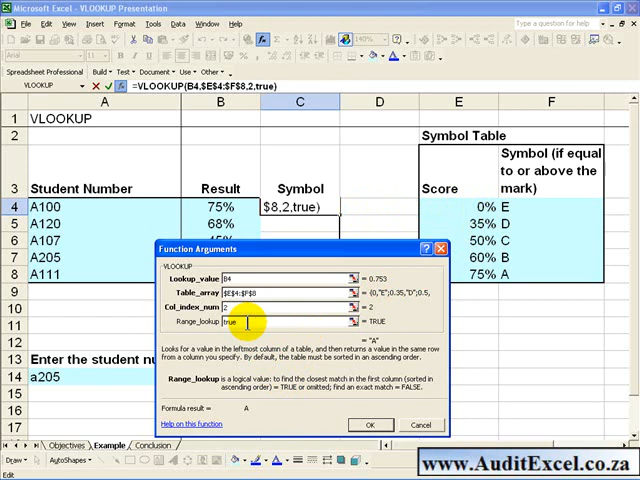 Microsoft Excel - VLOOKUP Presentation
File Edit View Insert Format Tools Data Window Help
Type a question for help
140%
Spreadsheet Professional Build Test Document Use Other
VLOOKUP =VLOOKUP(B4,$E$4:$F$8,2,true)
A B C D E F
1 VLOOKUP
2 Symbol Table
3 Student Number Result Symbol Score Symbol (if equal to or above the mark)
4 A100 75% $8,2,true) 0% E
5 A120 68% 35% D
6 A107 45% 50% C
7 A205 60% B
8 A111 75% A
9
10
11
12
13 Enter the student nu
14 a205
15
16
17
Function Arguments
VLOOKUP
Lookup_value B4 = 0.753
Table_array $E$4:$F$8 = {0,"E";0.35,"D";0.5,
Col_index_num 2 = 2
Range_lookup true = TRUE
= "A"
Looks for a value in the leftmost column of a table, and then returns a value in the same row
from a column you specify. By default, the table must be sorted in an ascending order.
Range_lookup is a logical value: to find the closest match in the first column (sorted in
ascending order) = TRUE or omitted; find an exact match = FALSE.
Formula result = A
Help on this function OK Cancel
Objectives Example Conclusion
Draw AutoShapes
www.AuditExcel.co.za